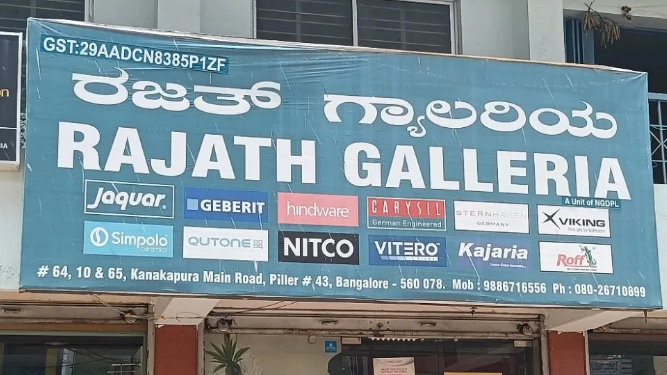 GST:29AADCN8385P1ZF
ರಜತ್ ಗ್ಯಾಲರಿಯ
RAJATH GALLERIA
A Unit of NGDPL
Jaquar GEBERIT hindware CARYSIL German Engineered STERNHAGEN GERMANY VIKING
Simpolo CERAMICS QUTONE NITCO VITERO Kajaria Roff
# 64, 10 & 65, Kanakapura Main Road, Piller # 43, Bangalore - 560 078. Mob : 9886716556 Ph : 080-26710899